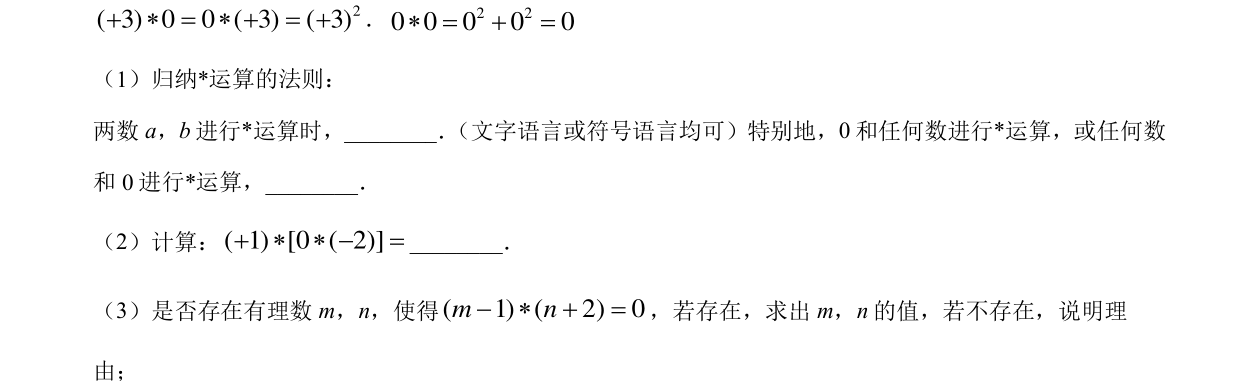 (+3)*0=0*(+3)=(+3)². 0*0=0²+0²=0
（1）归纳*运算的法则：
两数 a，b 进行*运算时，________．（文字语言或符号语言均可）特别地，0 和任何数进行*运算，或任何数
和 0 进行*运算，________．
（2）计算：(+1)*[0*(−2)]=________．
（3）是否存在有理数 m，n，使得(m−1)*(n+2)=0，若存在，求出 m，n 的值，若不存在，说明理
由；